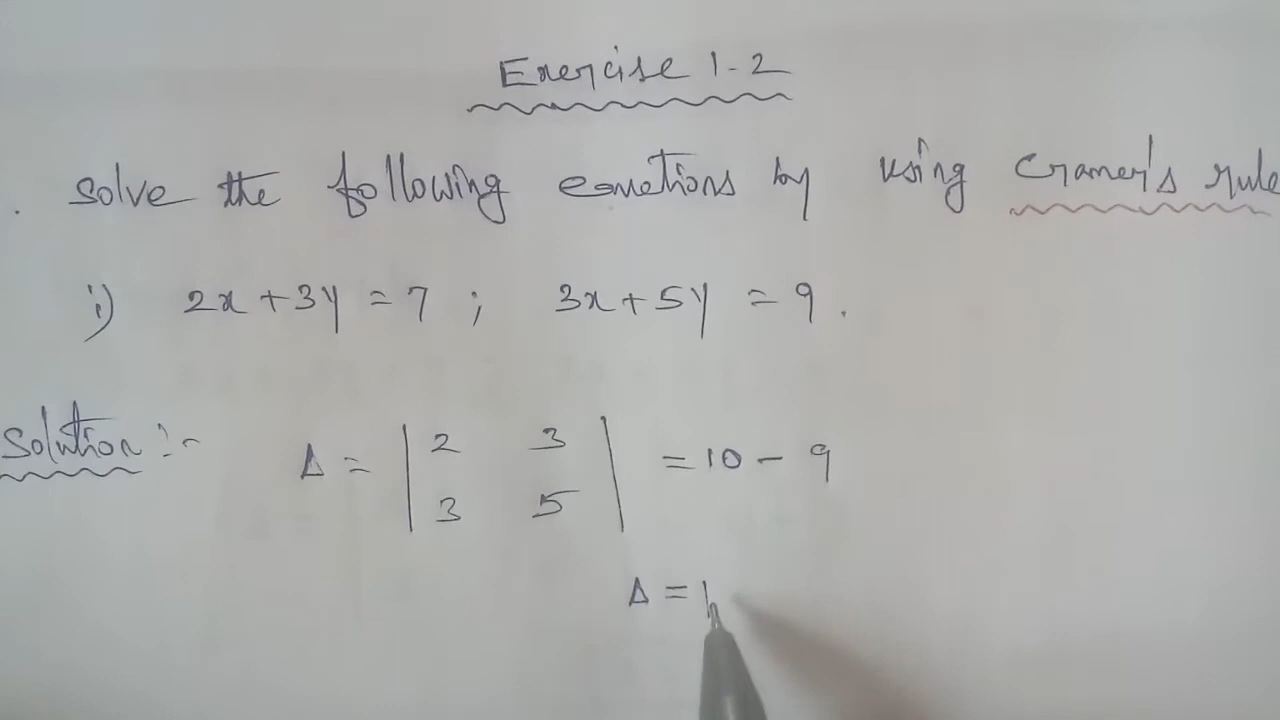 Exercise 1-2
. Solve the following equations by using Cramer's rule
i) 2x + 3y = 7 ; 3x + 5y = 9 .
Solution :-
Δ = | 2 3 | = 10 - 9
| 3 5 |
Δ = 1